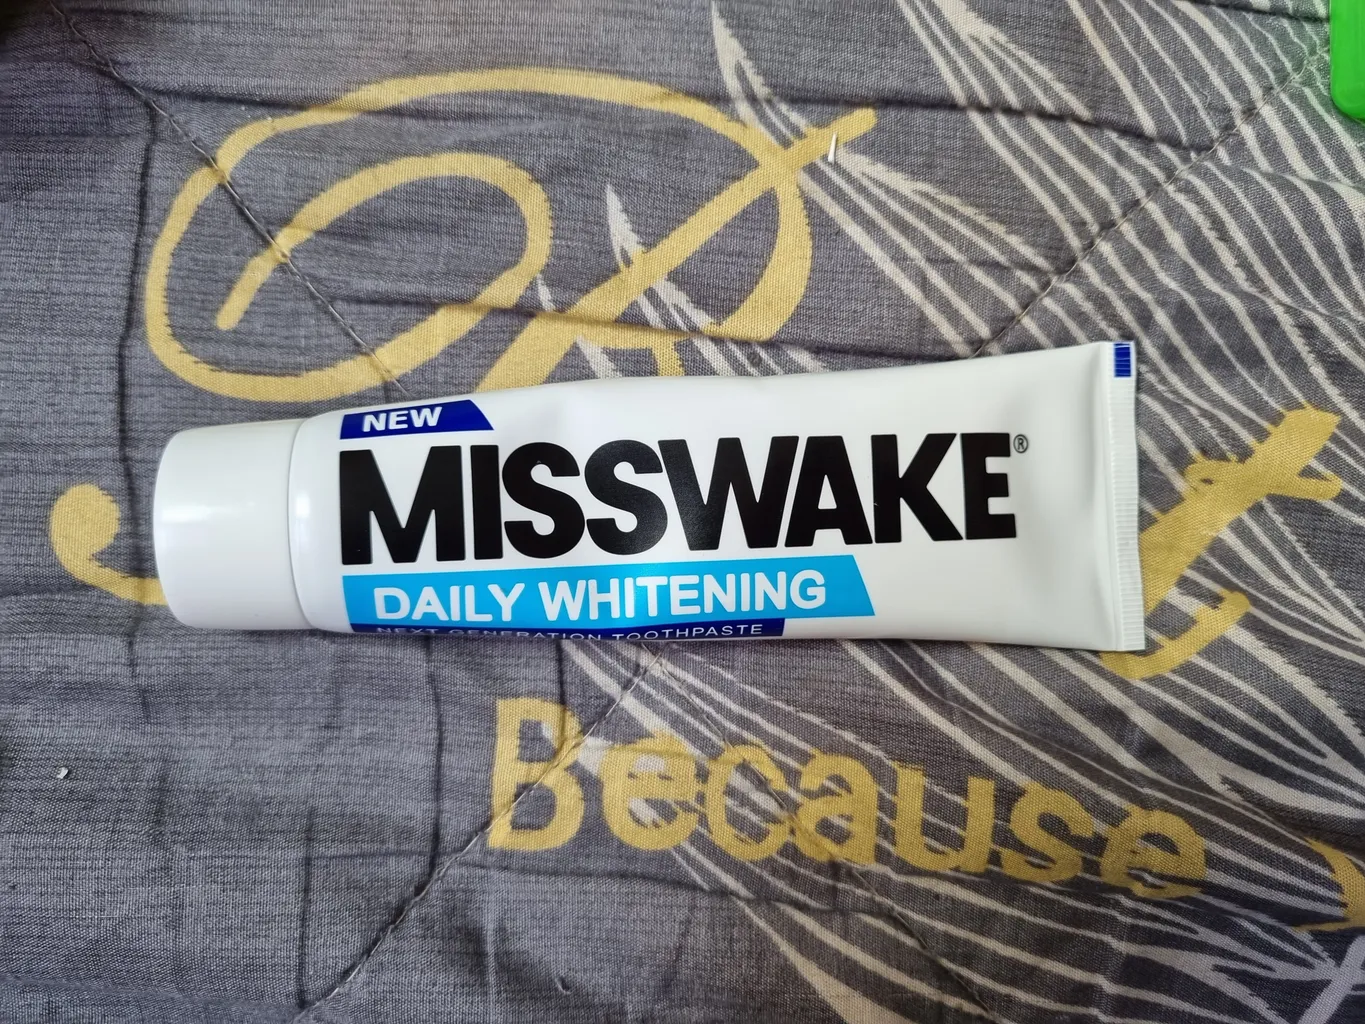 NEW
MISSWAKE®
DAILY WHITENING
NEXT GENERATION TOOTHPASTE
Because